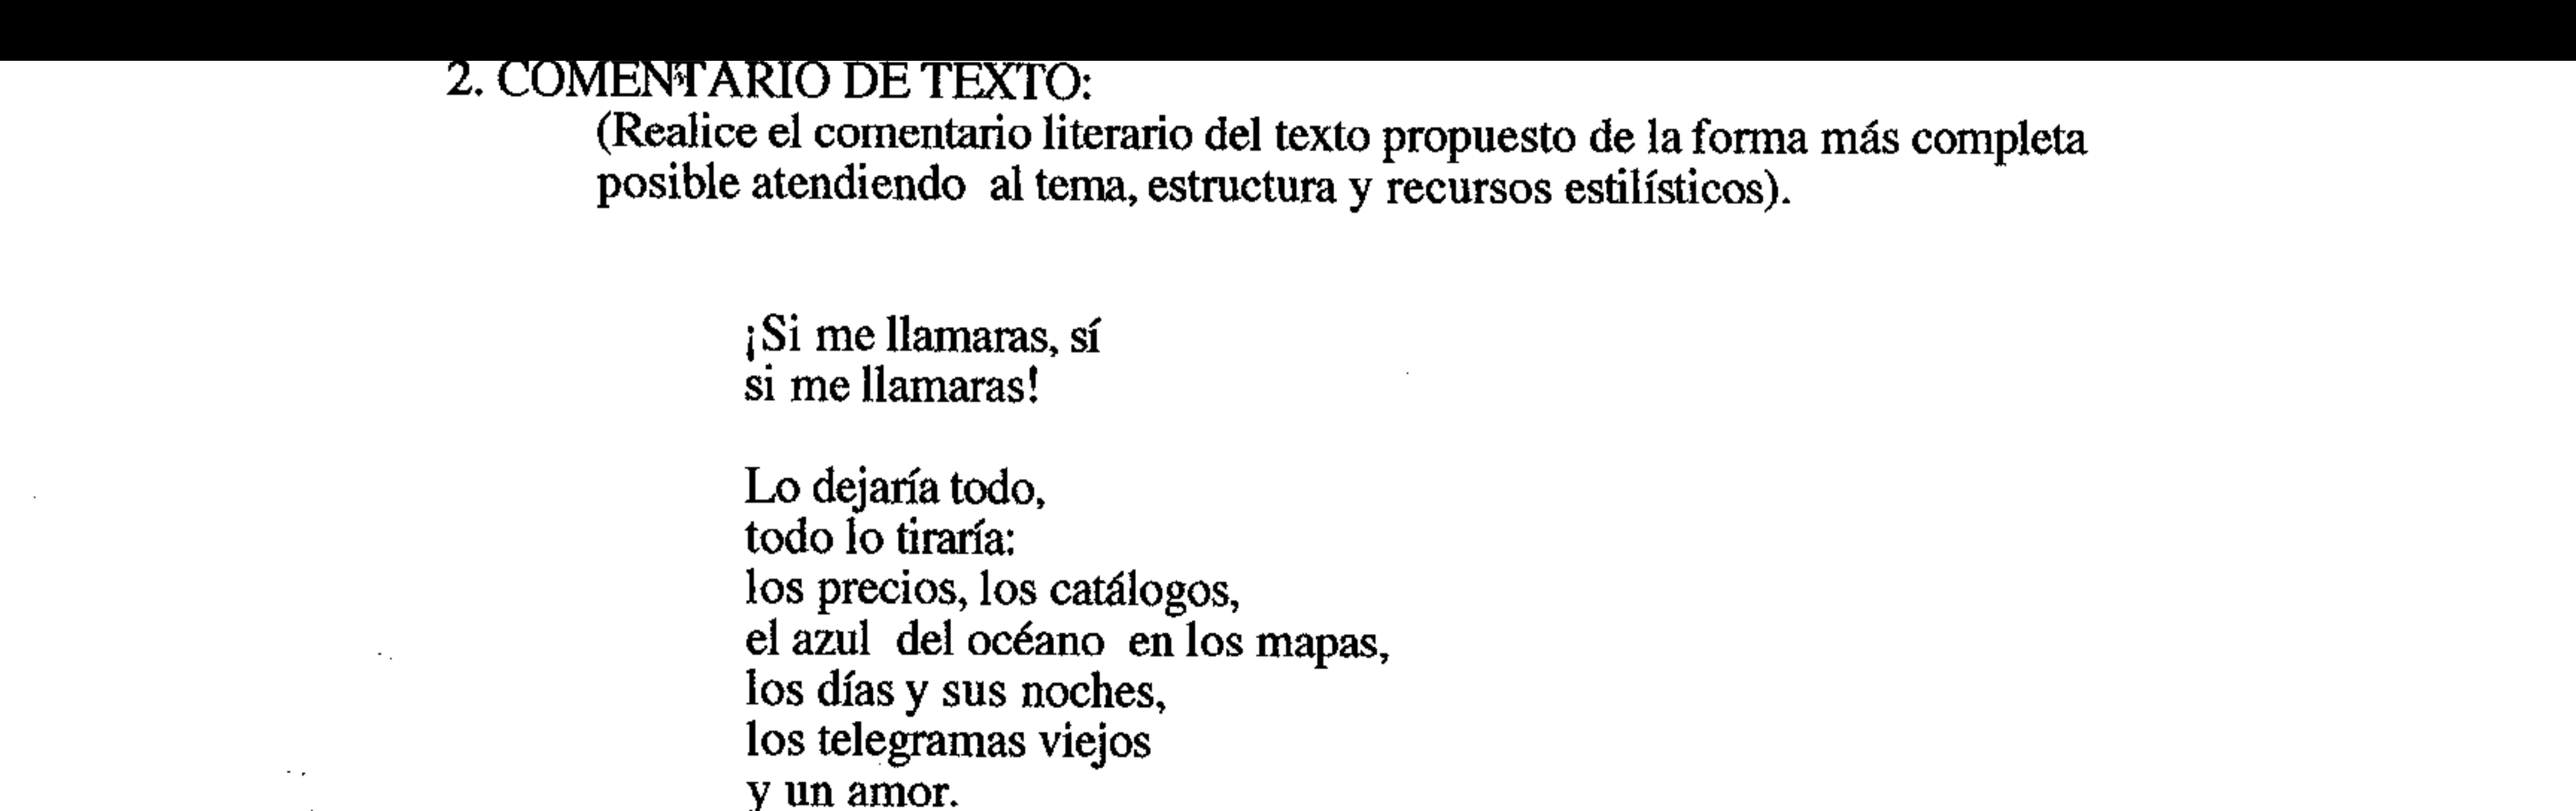 2. COMENTARIO DE TEXTO:
(Realice el comentario literario del texto propuesto de la forma más completa
posible atendiendo al tema, estructura y recursos estilísticos).
¡Si me llamaras, sí
si me llamaras!
Lo dejaría todo,
todo lo tiraría:
los precios, los catálogos,
el azul del océano en los mapas,
los días y sus noches,
los telegramas viejos
y un amor.